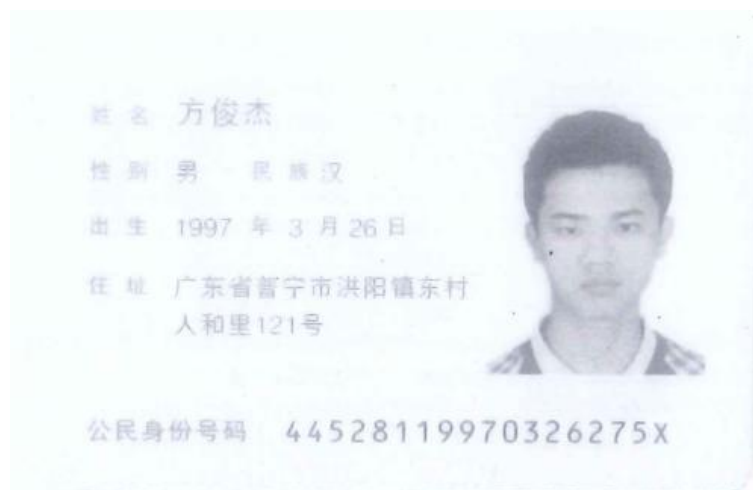 姓名 方俊杰
性别 男 民族 汉
出生 1997 年 3 月 26 日
住址 广东省普宁市洪阳镇东村
人和里121号
公民身份号码 44528119970326275X